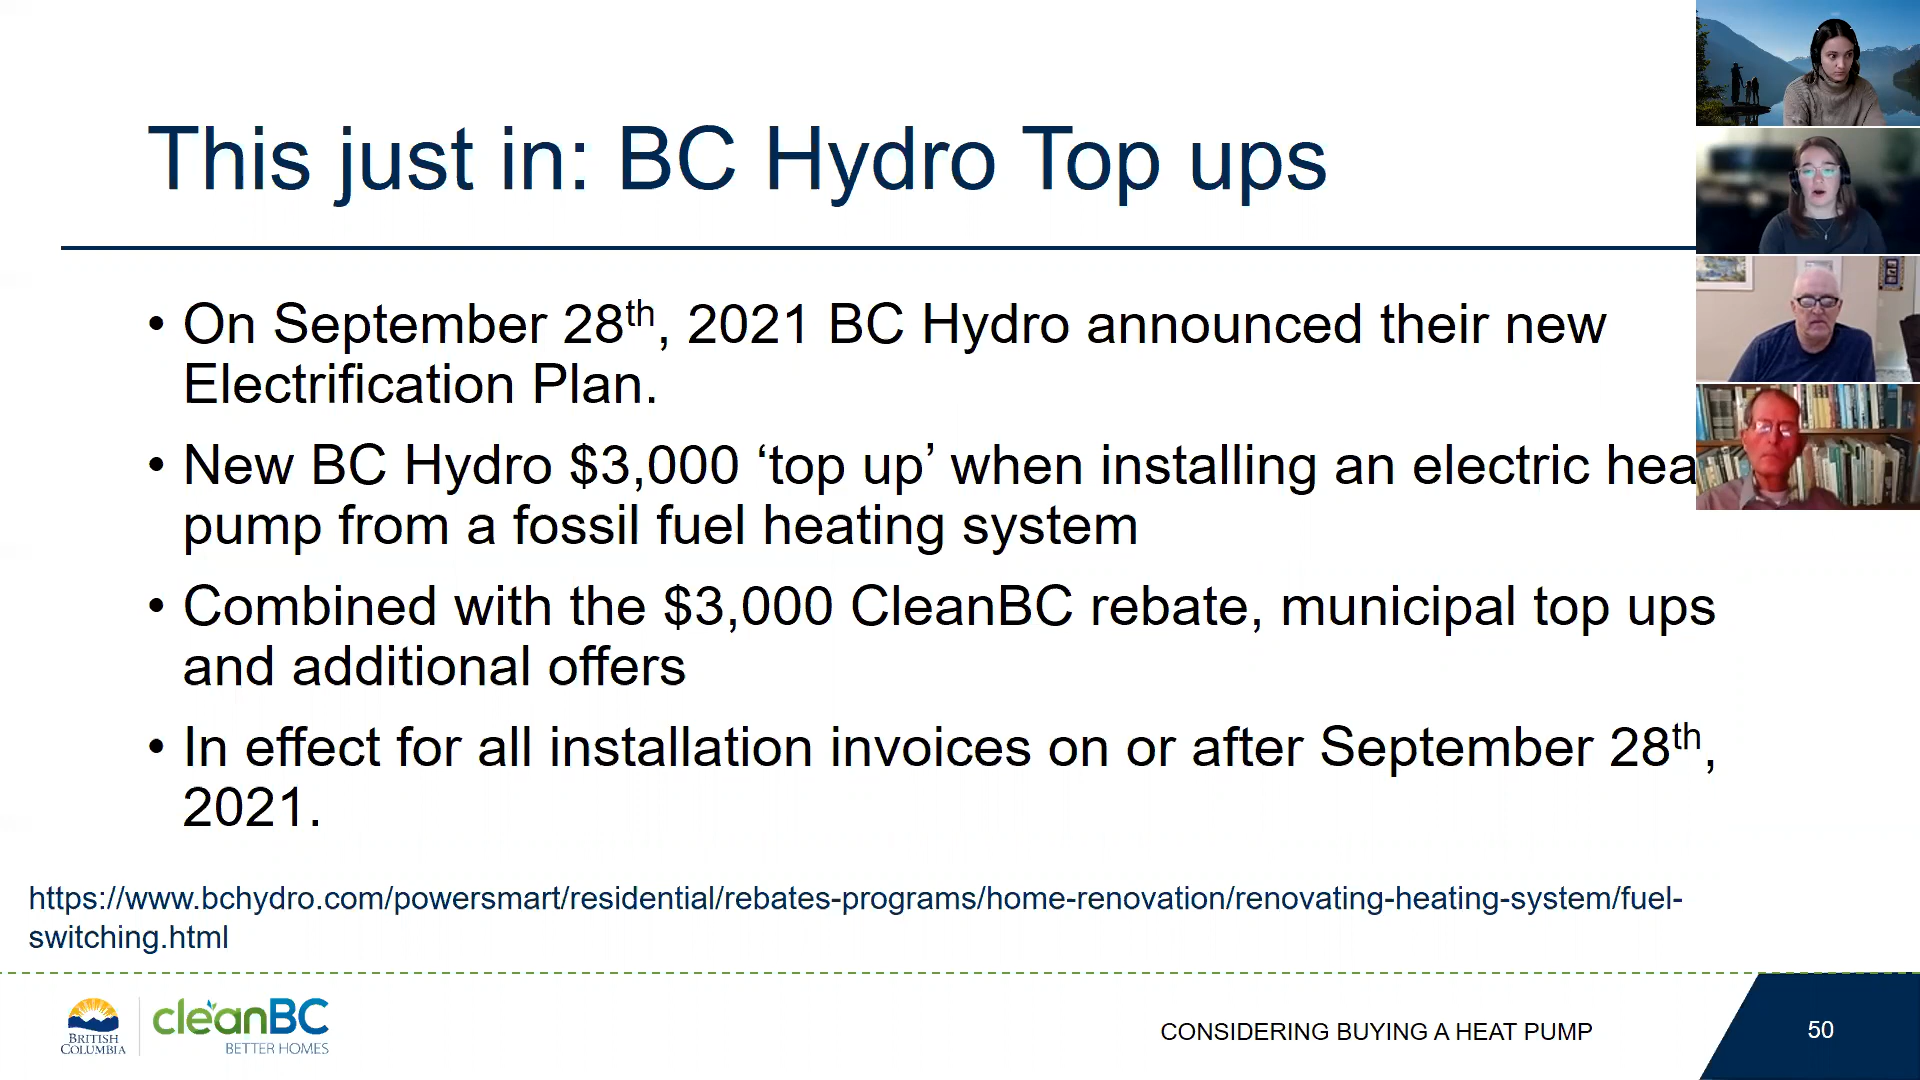 This just in: BC Hydro Top ups
• On September 28th, 2021 BC Hydro announced their new
Electrification Plan.
• New BC Hydro $3,000 ‘top up’ when installing an electric hea
pump from a fossil fuel heating system
• Combined with the $3,000 CleanBC rebate, municipal top ups
and additional offers
• In effect for all installation invoices on or after September 28th,
2021.
https://www.bchydro.com/powersmart/residential/rebates-programs/home-renovation/renovating-heating-system/fuel-
switching.html
BRITISH
COLUMBIA
cleanBC
BETTER HOMES
CONSIDERING BUYING A HEAT PUMP
50